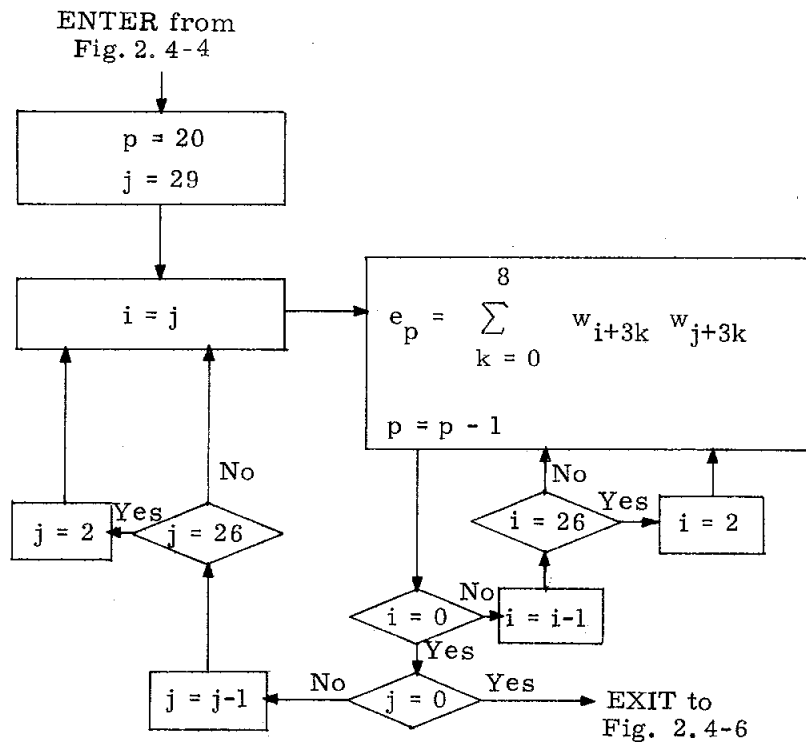 ENTER from
Fig. 2. 4-4
p = 20
j = 29
i = j
8
e_p = ∑ w_{i+3k} w_{j+3k}
k = 0
p = p - 1
No
No
Yes
j = 2
Yes
j = 26
i = 26
i = 2
i = 0
No
i = i-1
Yes
j = j-1
No
j = 0
Yes
EXIT to
Fig. 2. 4-6